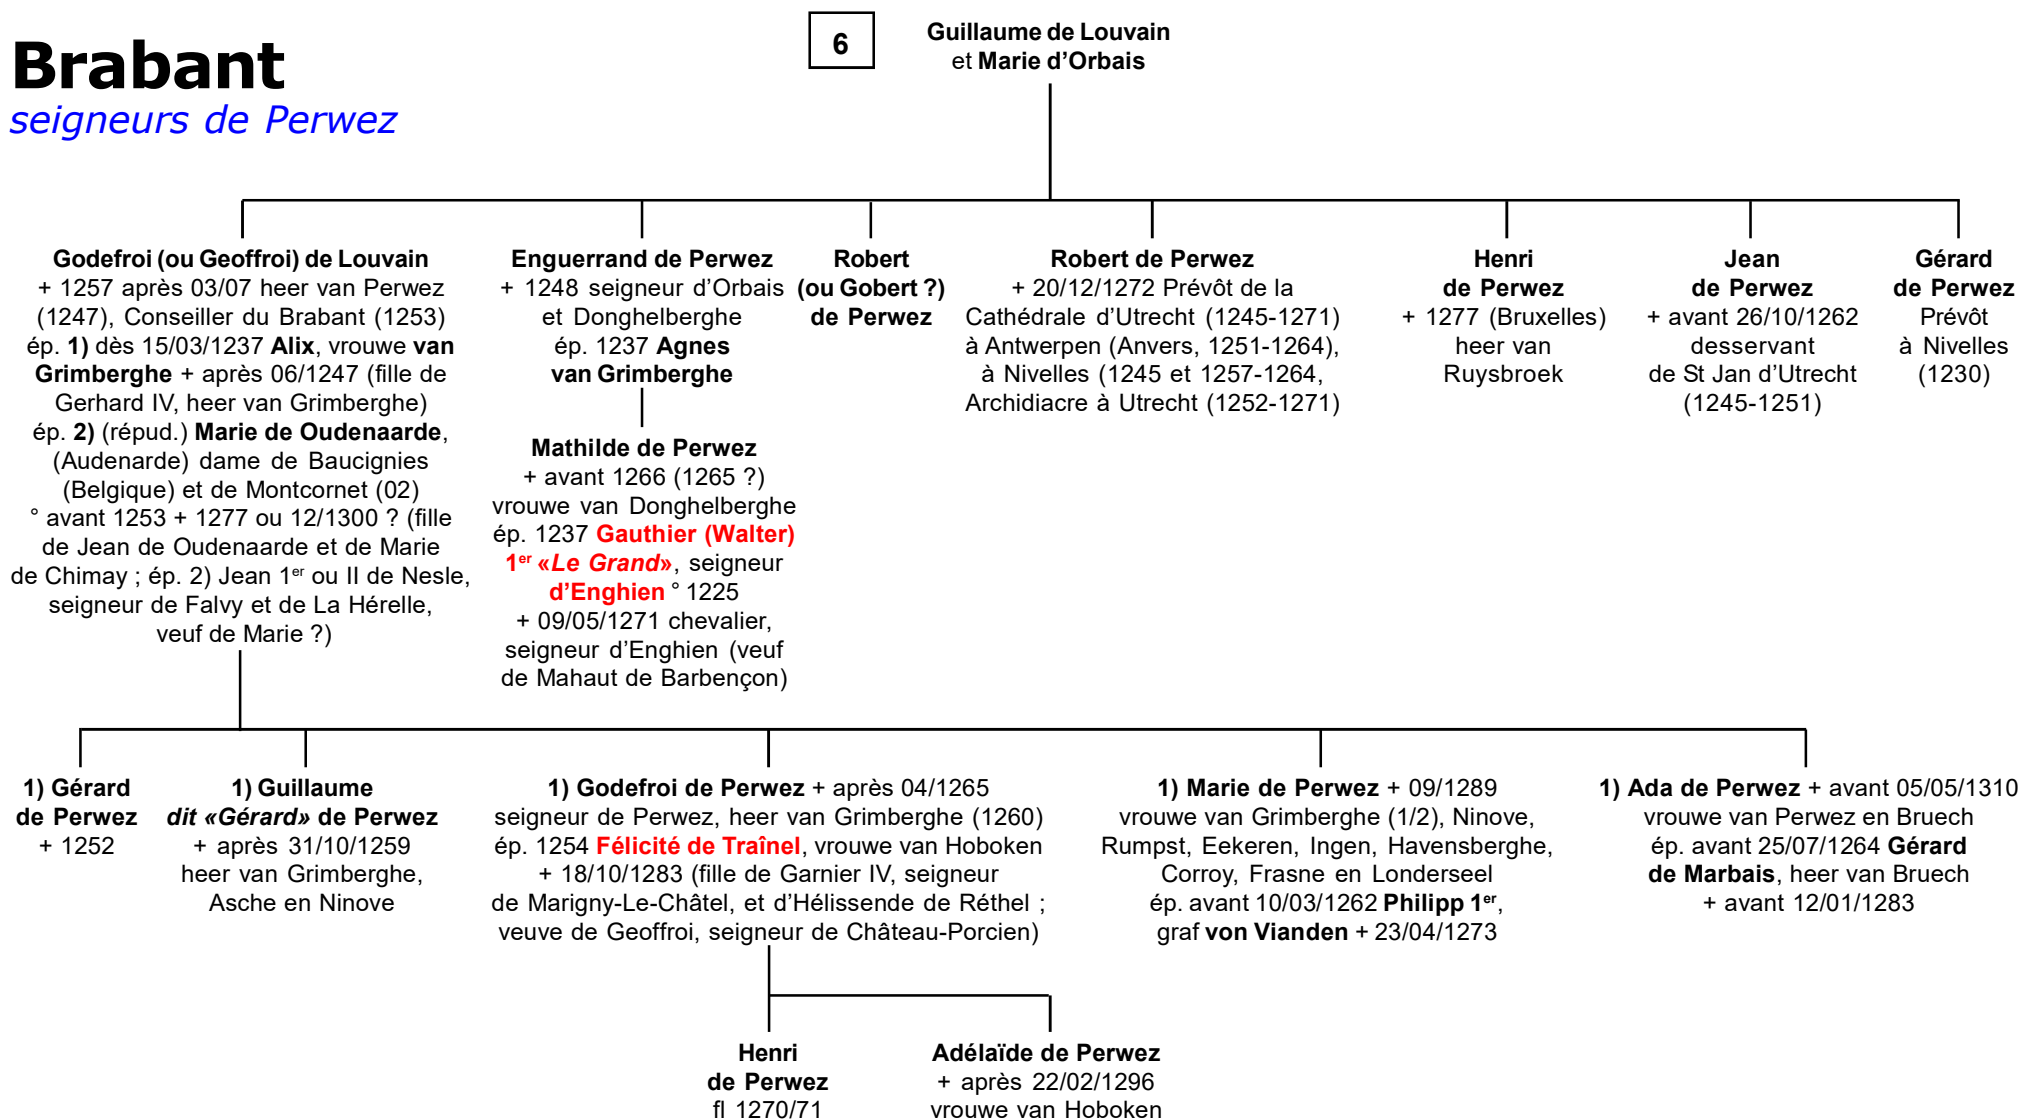 Brabant
seigneurs de Perwez
6
Guillaume de Louvain
et Marie d'Orbais
Godefroi (ou Geoffroi) de Louvain
+ 1257 après 03/07 heer van Perwez
(1247), Conseiller du Brabant (1253)
ép. 1) dès 15/03/1237 Alix, vrouwe van
Grimberghe + après 06/1247 (fille de
Gerhard IV, heer van Grimberghe)
ép. 2) (répud.) Marie de Oudenaarde,
(Audenarde) dame de Baucignies
(Belgique) et de Montcornet (02)
° avant 1253 + 1277 ou 12/1300 ? (fille
de Jean de Oudenaarde et de Marie
de Chimay ; ép. 2) Jean 1er ou II de Nesle,
seigneur de Falvy et de La Hérelle,
veuf de Marie ?)
Enguerrand de Perwez
+ 1248 seigneur d'Orbais
et Donghelberghe
ép. 1237 Agnes
van Grimberghe
Mathilde de Perwez
+ avant 1266 (1265 ?)
vrouwe van Donghelberghe
ép. 1237 Gauthier (Walter)
1er «Le Grand», seigneur
d'Enghien ° 1225
+ 09/05/1271 chevalier,
seigneur d'Enghien (veuf
de Mahaut de Barbençon)
Robert
(ou Gobert ?)
de Perwez
Robert de Perwez
+ 20/12/1272 Prévôt de la
Cathédrale d'Utrecht (1245-1271)
à Antwerpen (Anvers, 1251-1264),
à Nivelles (1245 et 1257-1264,
Archidiacre à Utrecht (1252-1271)
Henri
de Perwez
+ 1277 (Bruxelles)
heer van
Ruysbroek
Jean
de Perwez
+ avant 26/10/1262
desservant
de St Jan d'Utrecht
(1245-1251)
Gérard
de Perwez
Prévôt
à Nivelles
(1230)
1) Gérard
de Perwez
+ 1252
1) Guillaume
dit «Gérard» de Perwez
+ après 31/10/1259
heer van Grimberghe,
Asche en Ninove
1) Godefroi de Perwez + après 04/1265
seigneur de Perwez, heer van Grimberghe (1260)
ép. 1254 Félicité de Traînel, vrouwe van Hoboken
+ 18/10/1283 (fille de Garnier IV, seigneur
de Marigny-Le-Châtel, et d'Hélissende de Réthel ;
veuve de Geoffroi, seigneur de Château-Porcien)
1) Marie de Perwez + 09/1289
vrouwe van Grimberghe (1/2), Ninove,
Rumpst, Eekeren, Ingen, Havensberghe,
Corroy, Frasne en Londerseel
ép. avant 10/03/1262 Philipp 1er,
graf von Vianden + 23/04/1273
1) Ada de Perwez + avant 05/05/1310
vrouwe van Perwez en Bruech
ép. avant 25/07/1264 Gérard
de Marbais, heer van Bruech
+ avant 12/01/1283
Henri
de Perwez
fl 1270/71
Adélaïde de Perwez
+ après 22/02/1296
vrouwe van Hoboken